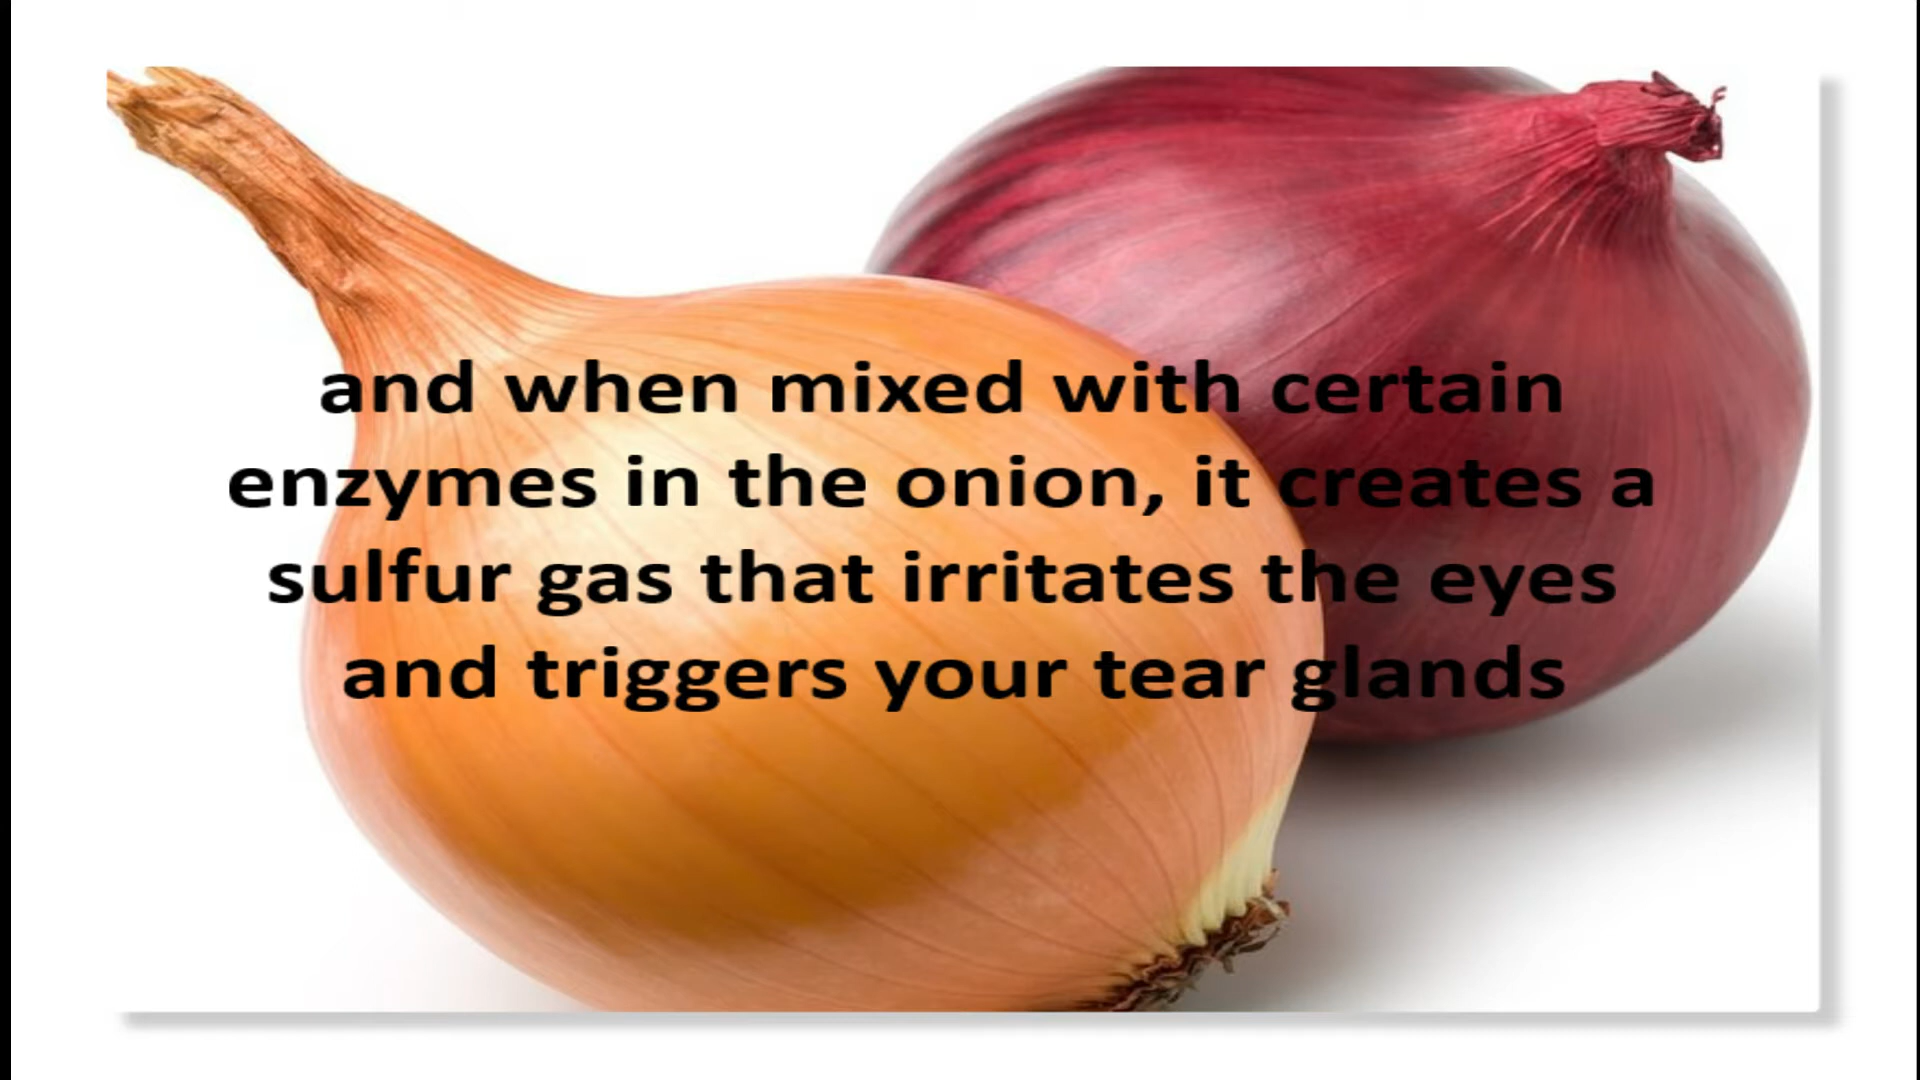 and when mixed with certain
enzymes in the onion, it creates a
sulfur gas that irritates the eyes
and triggers your tear glands